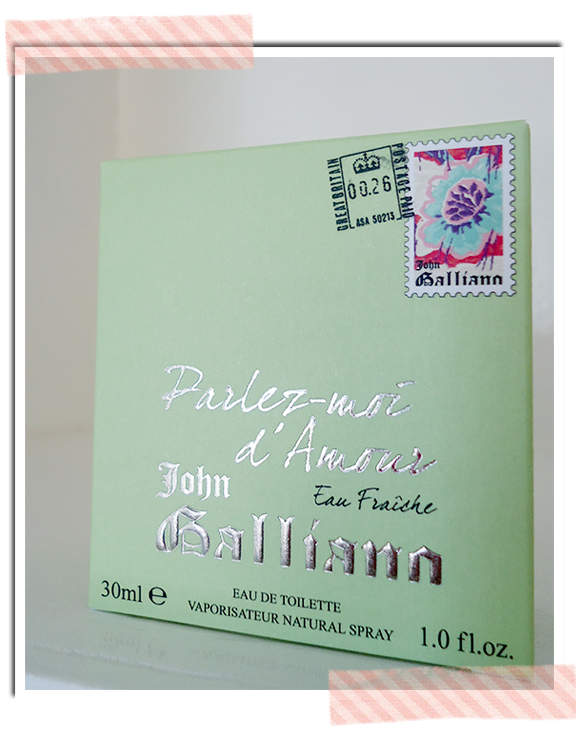 GREAT BRITAIN
00.26
POSTAGE PAID
ASA 50213
John
Galliano
Parlez-moi
d'Amour
John
Eau Fraîche
Galliano
30ml e
EAU DE TOILETTE
VAPORISATEUR NATURAL SPRAY
1.0 fl.oz.